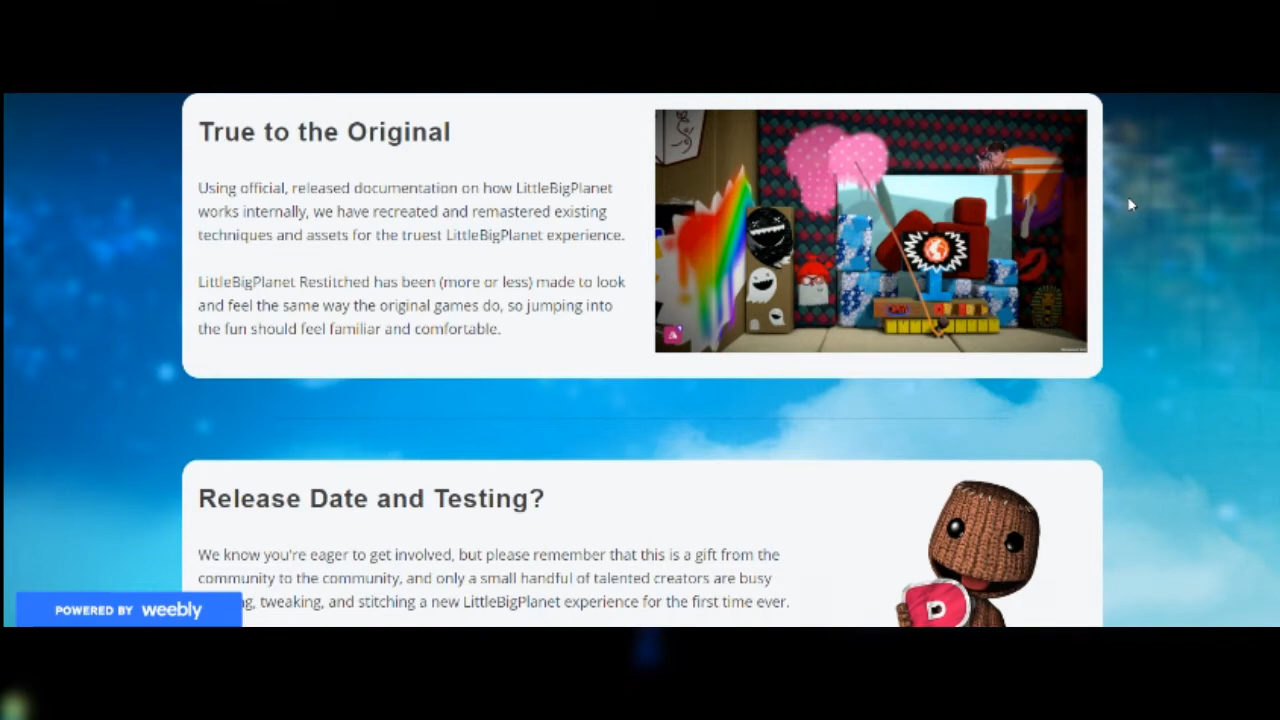 True to the Original
Using official, released documentation on how LittleBigPlanet
works internally, we have recreated and remastered existing
techniques and assets for the truest LittleBigPlanet experience.
LittleBigPlanet Restitched has been (more or less) made to look
and feel the same way the original games do, so jumping into
the fun should feel familiar and comfortable.
Release Date and Testing?
We know you're eager to get involved, but please remember that this is a gift from the
community to the community, and only a small handful of talented creators are busy
tweaking, and stitching a new LittleBigPlanet experience for the first time ever.
POWERED BY weebly